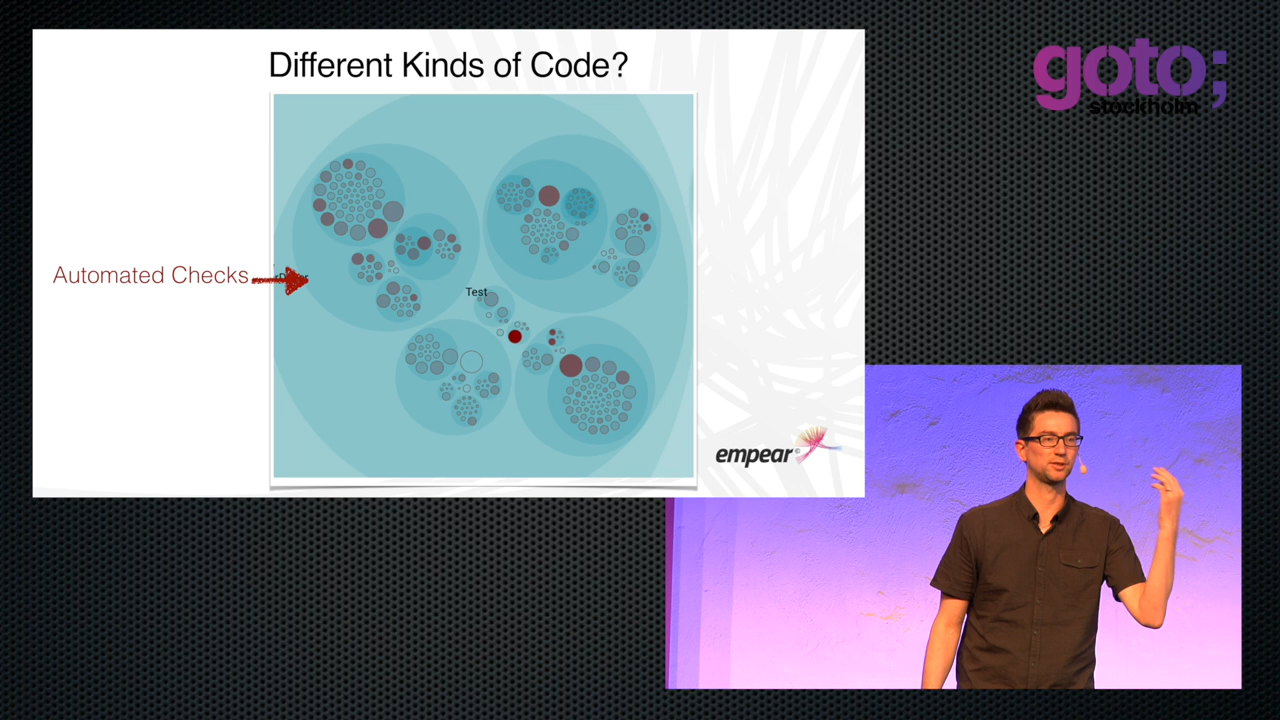 Different Kinds of Code?
goto;
stockholm
Automated Checks
Test
empear